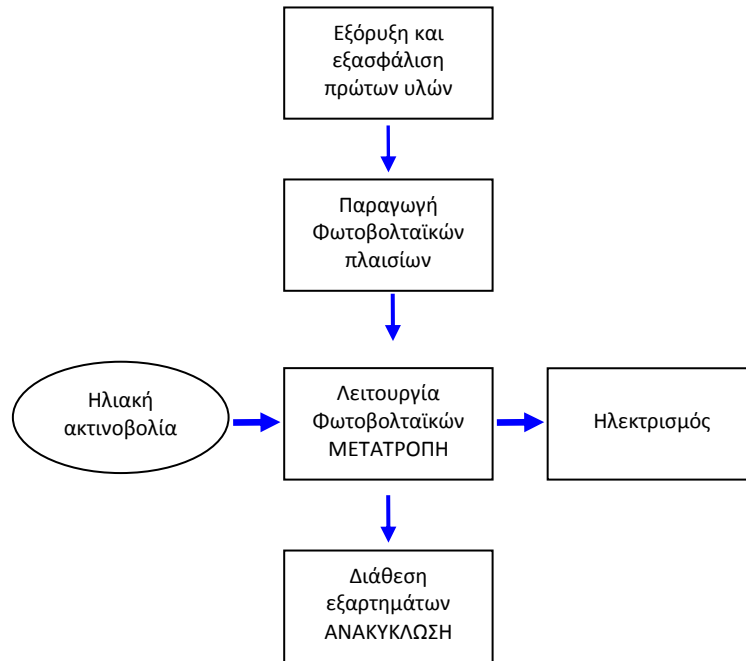 Εξόρυξη και
εξασφάλιση
πρώτων υλών
Παραγωγή
Φωτοβολταϊκών
πλαισίων
Ηλιακή
ακτινοβολία
Λειτουργία
Φωτοβολταϊκών
ΜΕΤΑΤΡΟΠΗ
Ηλεκτρισμός
Διάθεση
εξαρτημάτων
ΑΝΑΚΥΚΛΩΣΗ